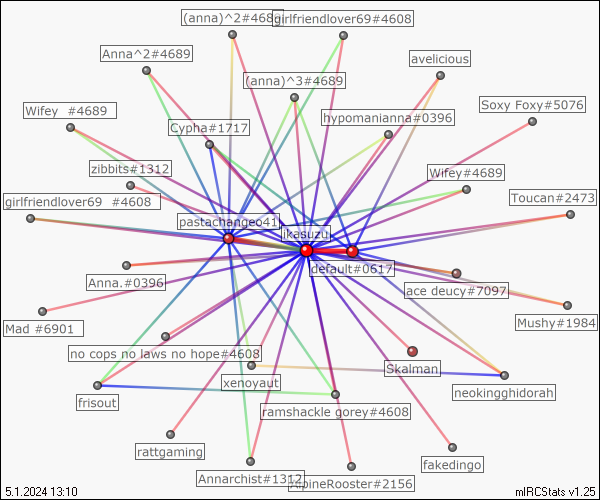 (anna)^2#4689
girlfriendlover69#4608
Anna^2#4689
avelicious
(anna)^3#4689
Wifey #4689
Soxy Foxy#5076
hypomanianna#0396
Cypha#1717
zibbits#1312
Wifey#4689
girlfriendlover69 #4608
Toucan#2473
pastachange041
ikasuzu
default#0617
Anna.#0396
ace deucy#7097
Mad #6901
Mushy#1984
no cops no laws no hope#4608
Skalman
xenoyaut
neokingghidorah
frisout
ramshackle gorey#4608
rattgaming
fakedingo
Annarchist#1312
AlpineRooster#2156
5.1.2024 13:10
mIRCStats v1.25